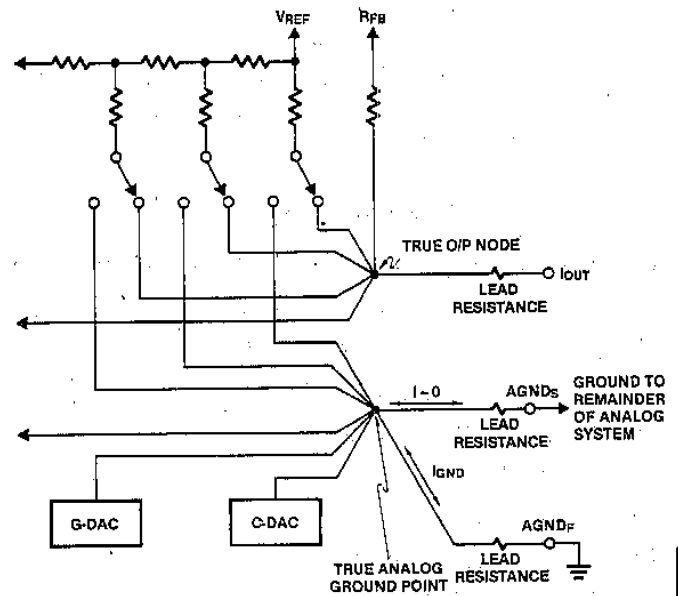 VREF RFB
TRUE O/P NODE
IOUT
LEAD
RESISTANCE
I-0
AGNDS
GROUND TO
REMAINDER
OF ANALOG
SYSTEM
LEAD
RESISTANCE
IGND
G-DAC
C-DAC
AGNDF
LEAD
RESISTANCE
TRUE ANALOG
GROUND POINT